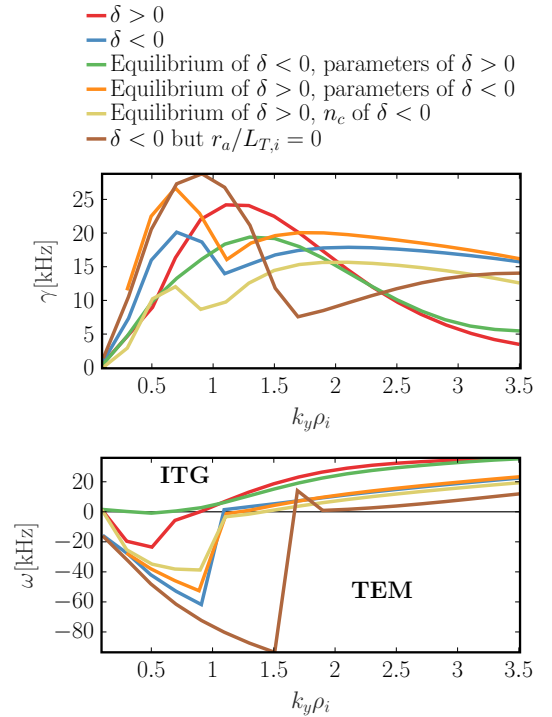 δ > 0
δ < 0
Equilibrium of δ < 0, parameters of δ > 0
Equilibrium of δ > 0, parameters of δ < 0
Equilibrium of δ > 0, n_c of δ < 0
δ < 0 but r_a/L_{T,i} = 0
25
20
15
10
5
0
γ[kHz]
0.5 1 1.5 2 2.5 3 3.5
k_yρ_i
ITG
20
0
−20
−40
−60
−80
ω[kHz]
TEM
0.5 1 1.5 2 2.5 3 3.5
k_yρ_i